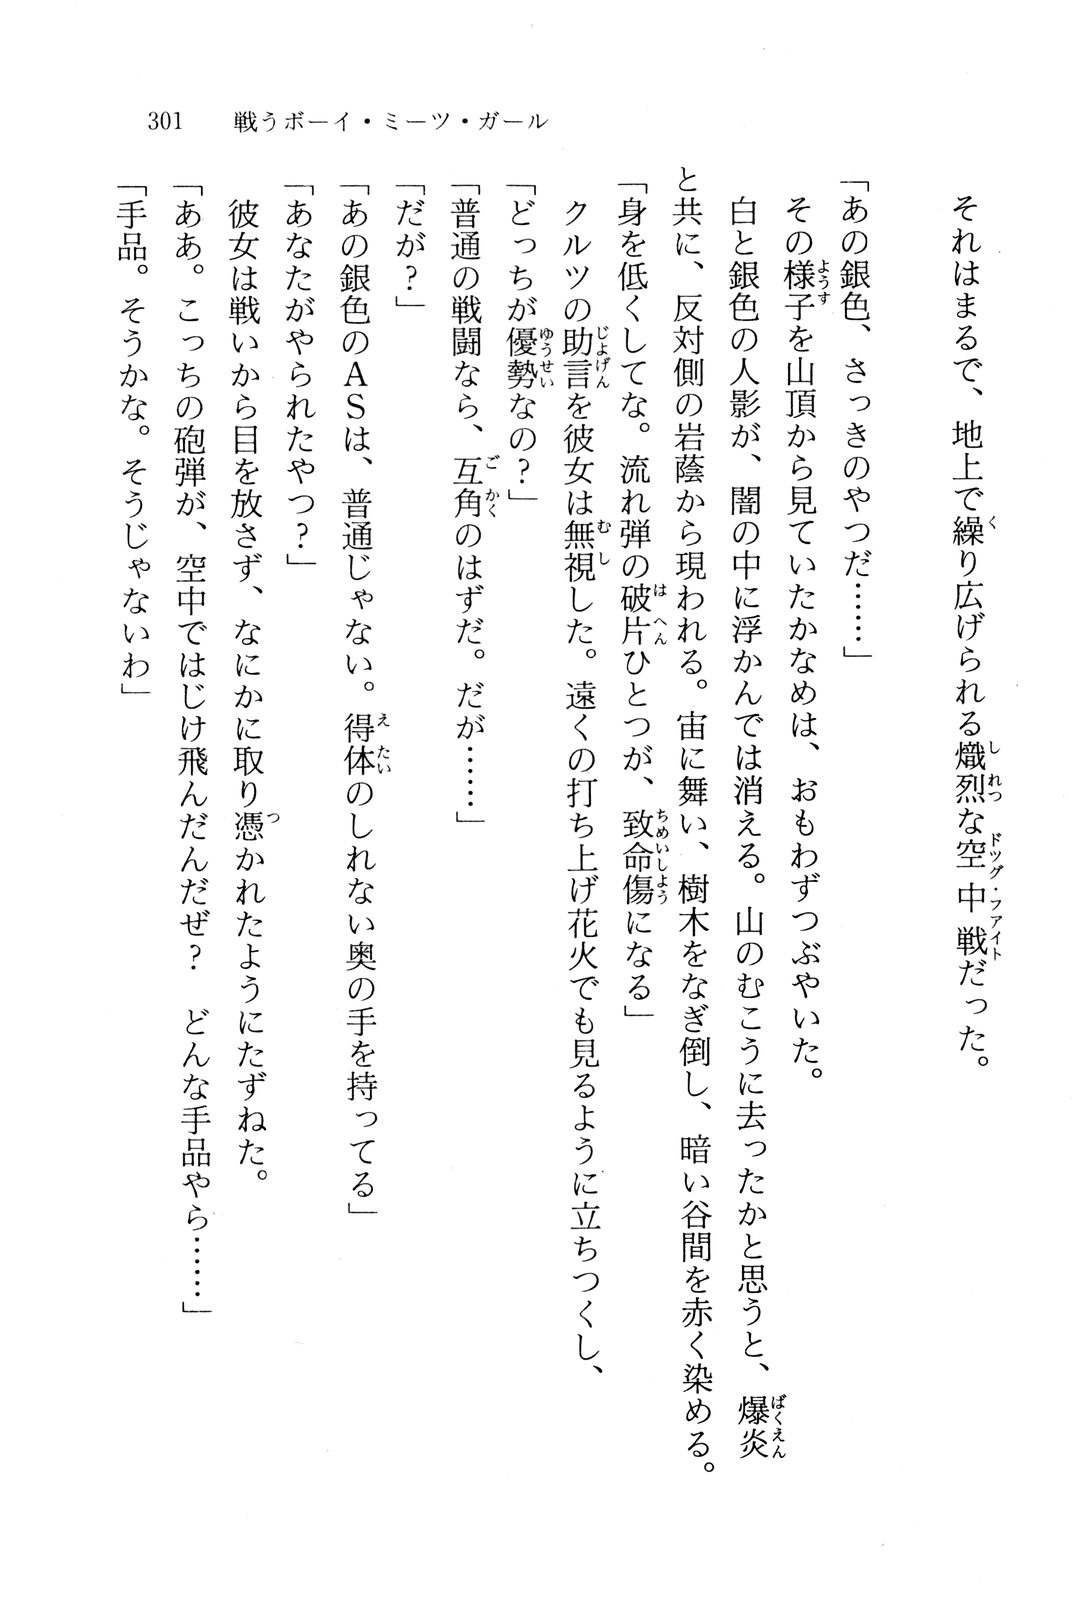 301 戦うボーイ・ミーツ・ガール
それはまるで、地上で繰り広げられる熾烈な空中戦だった。
「あの銀色、さっきのやつだ……」
その様子を山頂から見ていたかなめは、おもわずつぶやいた。
白と銀色の人影が、闇の中に浮かんでは消える。山のむこうに去ったかと思うと、爆炎
と共に、反対側の岩蔭から現われる。宙に舞い、樹木をなぎ倒し、暗い谷間を赤く染める。
「身を低くしてな。流れ弾の破片ひとつが、致命傷になる」
クルツの助言を彼女は無視した。遠くの打ち上げ花火でも見るように立ちつくし、
「どっちが優勢なの？」
「普通の戦闘なら、互角のはずだ。だが……」
「だが？」
「あの銀色のＡＳは、普通じゃない。得体のしれない奥の手を持ってる」
「あなたがやられたやつ？」
彼女は戦いから目を放さず、なにかに取り憑かれたようにたずねた。
「ああ。こっちの砲弾が、空中ではじけ飛んだんだぜ？　どんな手品やら……」
「手品。そうかな。そうじゃないわ」